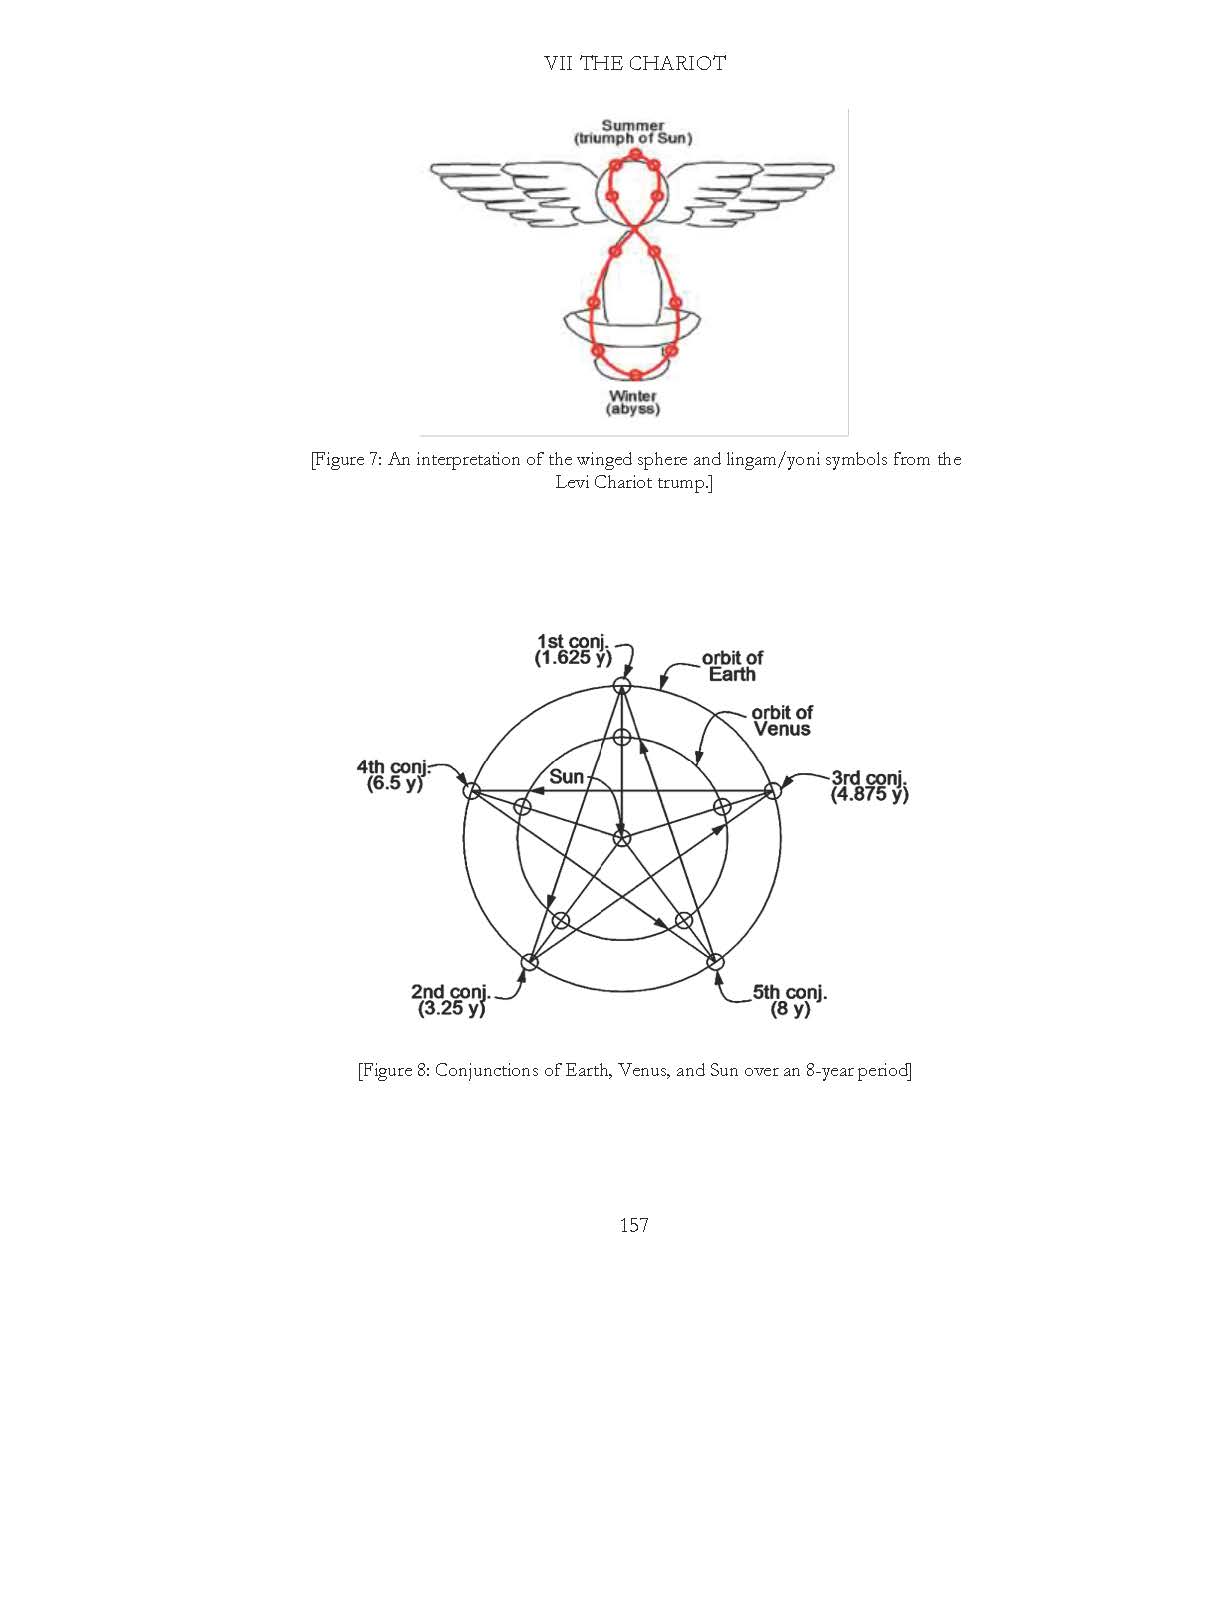 VII THE CHARIOT
Summer
(triumph of Sun)
Winter
(abyss)
[Figure 7: An interpretation of the winged sphere and lingam/yoni symbols from the
Levi Chariot trump.]
1st conj.
(1.625 y)
orbit of
Earth
orbit of
Venus
4th conj.
(6.5 y)
Sun
3rd conj.
(4.875 y)
2nd conj.
(3.25 y)
5th conj.
(8 y)
[Figure 8: Conjunctions of Earth, Venus, and Sun over an 8-year period]
157